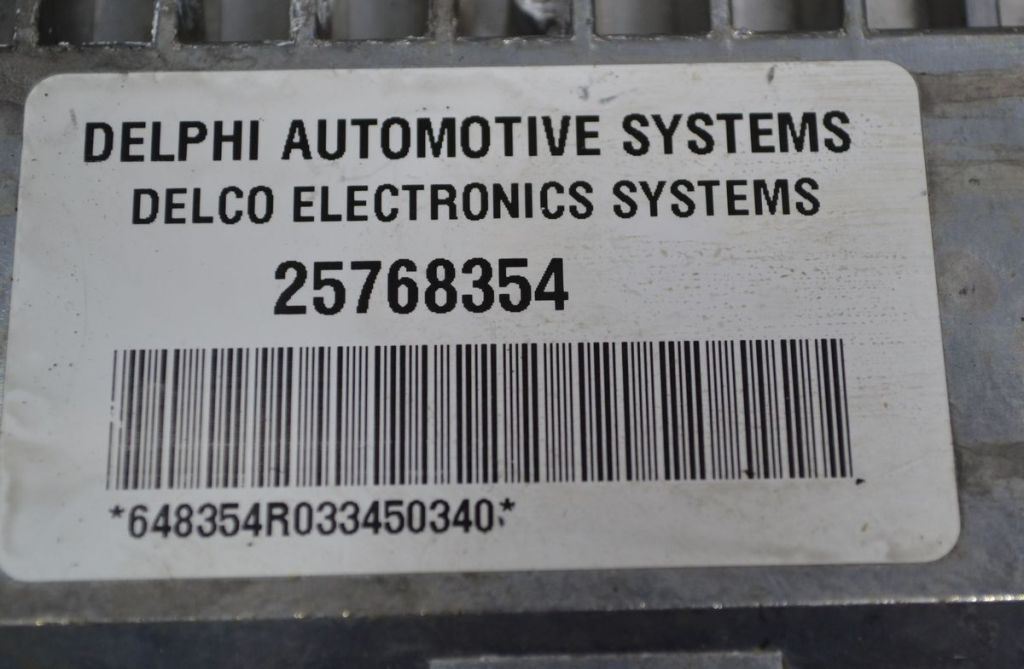 DELPHI AUTOMOTIVE SYSTEMS
DELCO ELECTRONICS SYSTEMS
25768354
*648354R033450340*